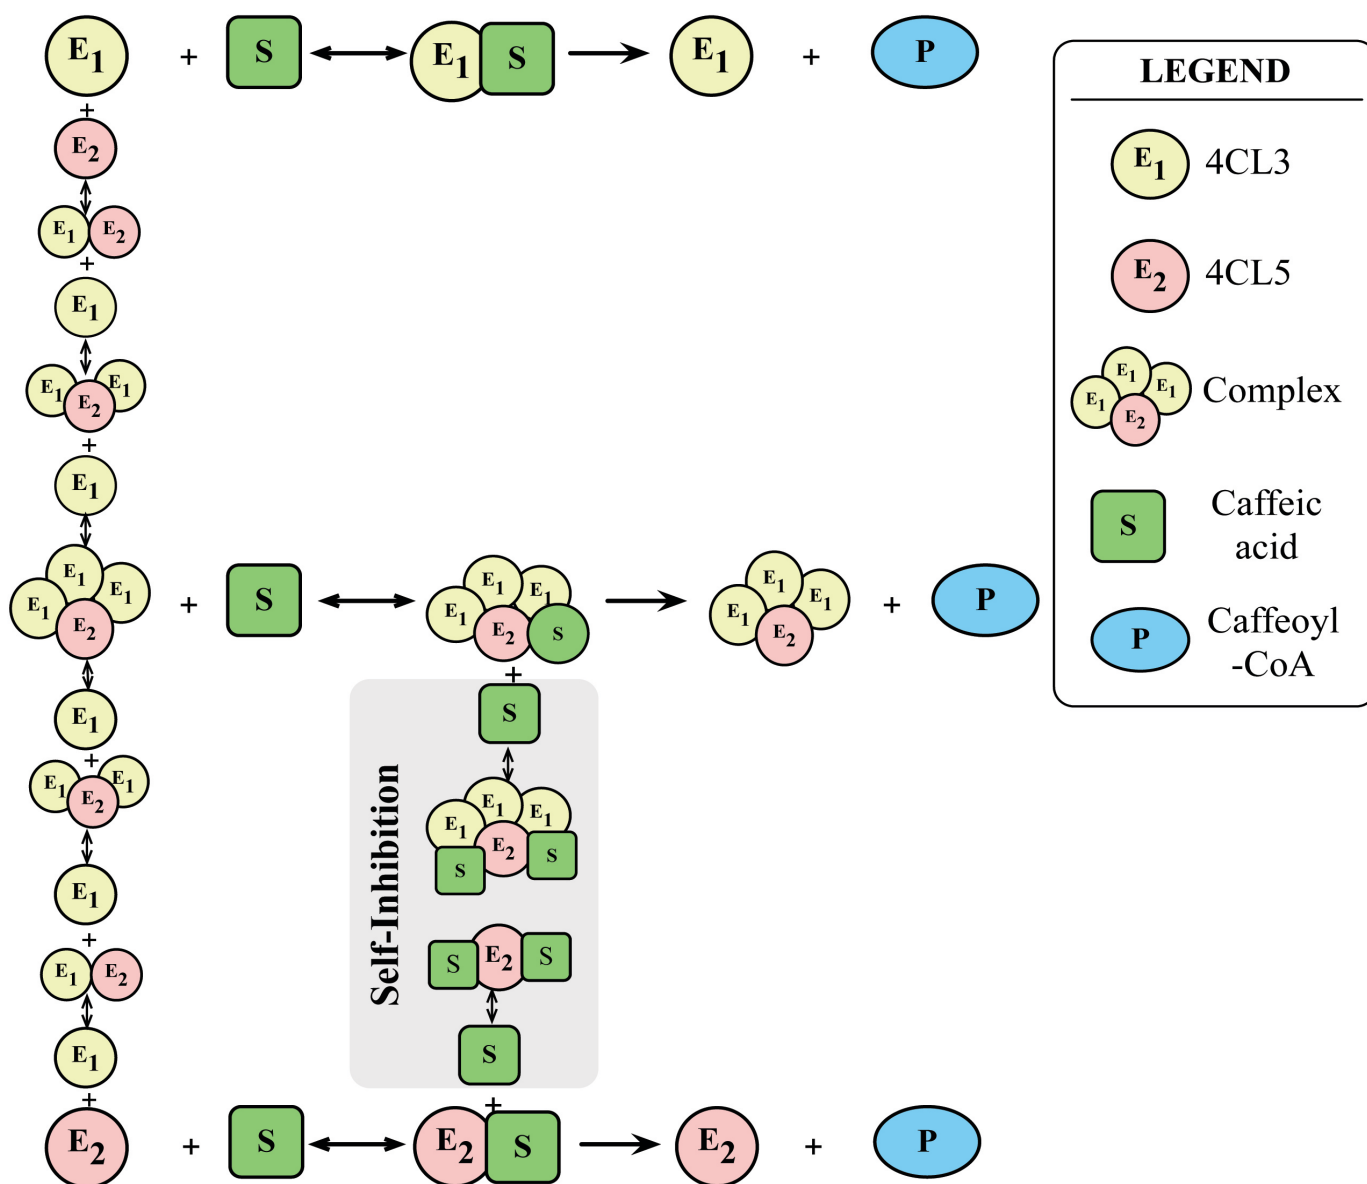 E1 + S E1 S E1 + P
+
E2
E1 E2
+
E1
E1 E2 E1
+
E1
E1 E1 E1 E2 + S E1 E1 E1 E2 S E1 E1 E1 E2 + P
+
E1 S
+
E1 E2 E1
E1 E1 E1 E2 S S
E1
+
E1 E2
S E2 S
E1 S
+ +
E2 + S E2 S E2 + P
Self-Inhibition
LEGEND
E1 4CL3
E2 4CL5
E1 E1 E1 E2 Complex
S Caffeic
acid
P Caffeoyl
-CoA